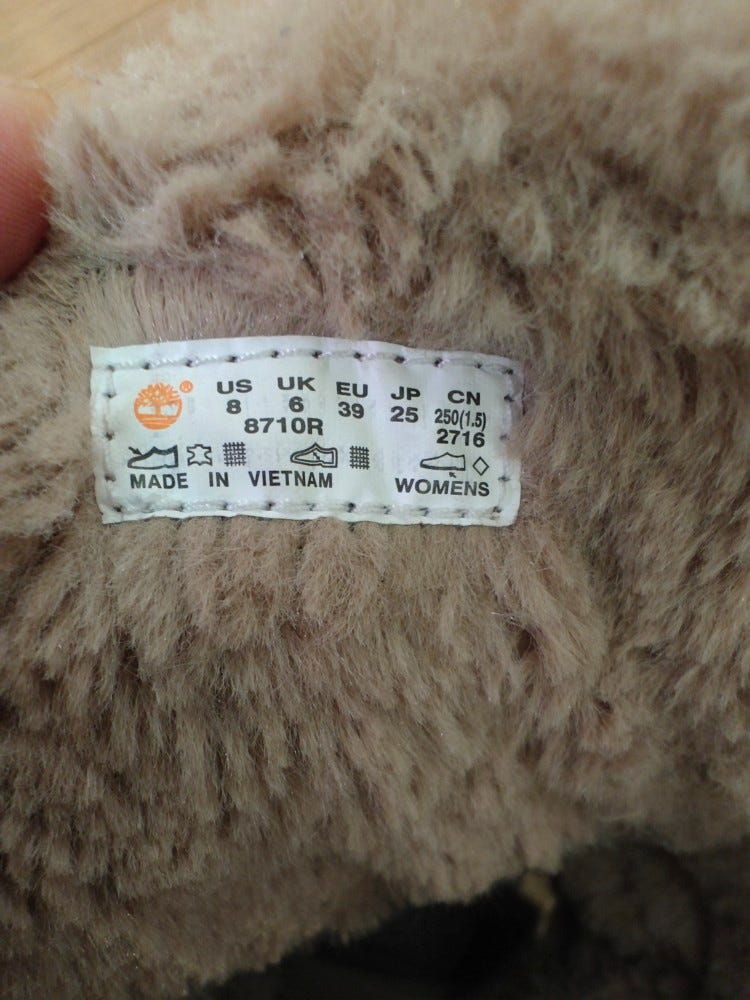 ® US UK EU JP CN
8 6 39 25 250(1.5)
8710R 2716
MADE IN VIETNAM WOMENS